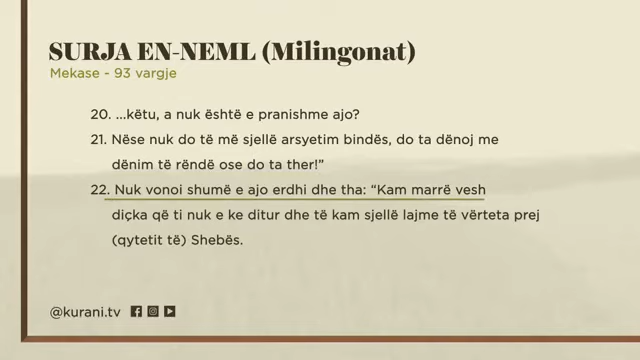 SURJA EN-NEML (Milingonat)
Mekase - 93 vargje
20. ...këtu, a nuk është e pranishme ajo?
21. Nëse nuk do të më sjellë arsyetim bindës, do ta dënoj me
dënim të rëndë ose do ta ther!”
22. Nuk vonoi shumë e ajo erdhi dhe tha: “Kam marrë vesh
diçka që ti nuk e ke ditur dhe të kam sjellë lajme të vërteta prej
(qytetit të) Shebës.
@kurani.tv